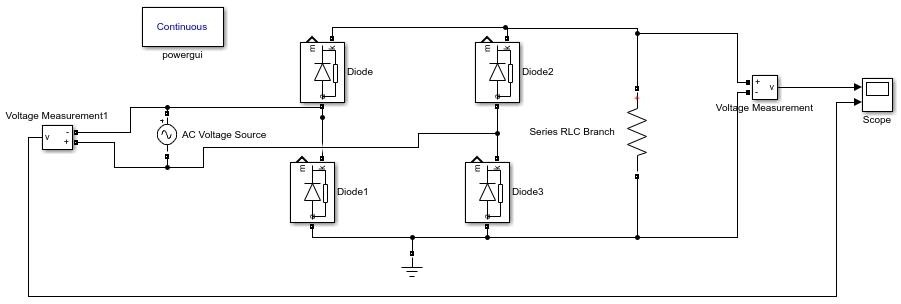 Continuous
powergui
m
k
Diode
a
m
k
Diode2
a
+
-
v
Voltage Measurement
Scope
Voltage Measurement1
v
-
+
+
AC Voltage Source
+
Series RLC Branch
m
k
Diode1
a
m
k
Diode3
a